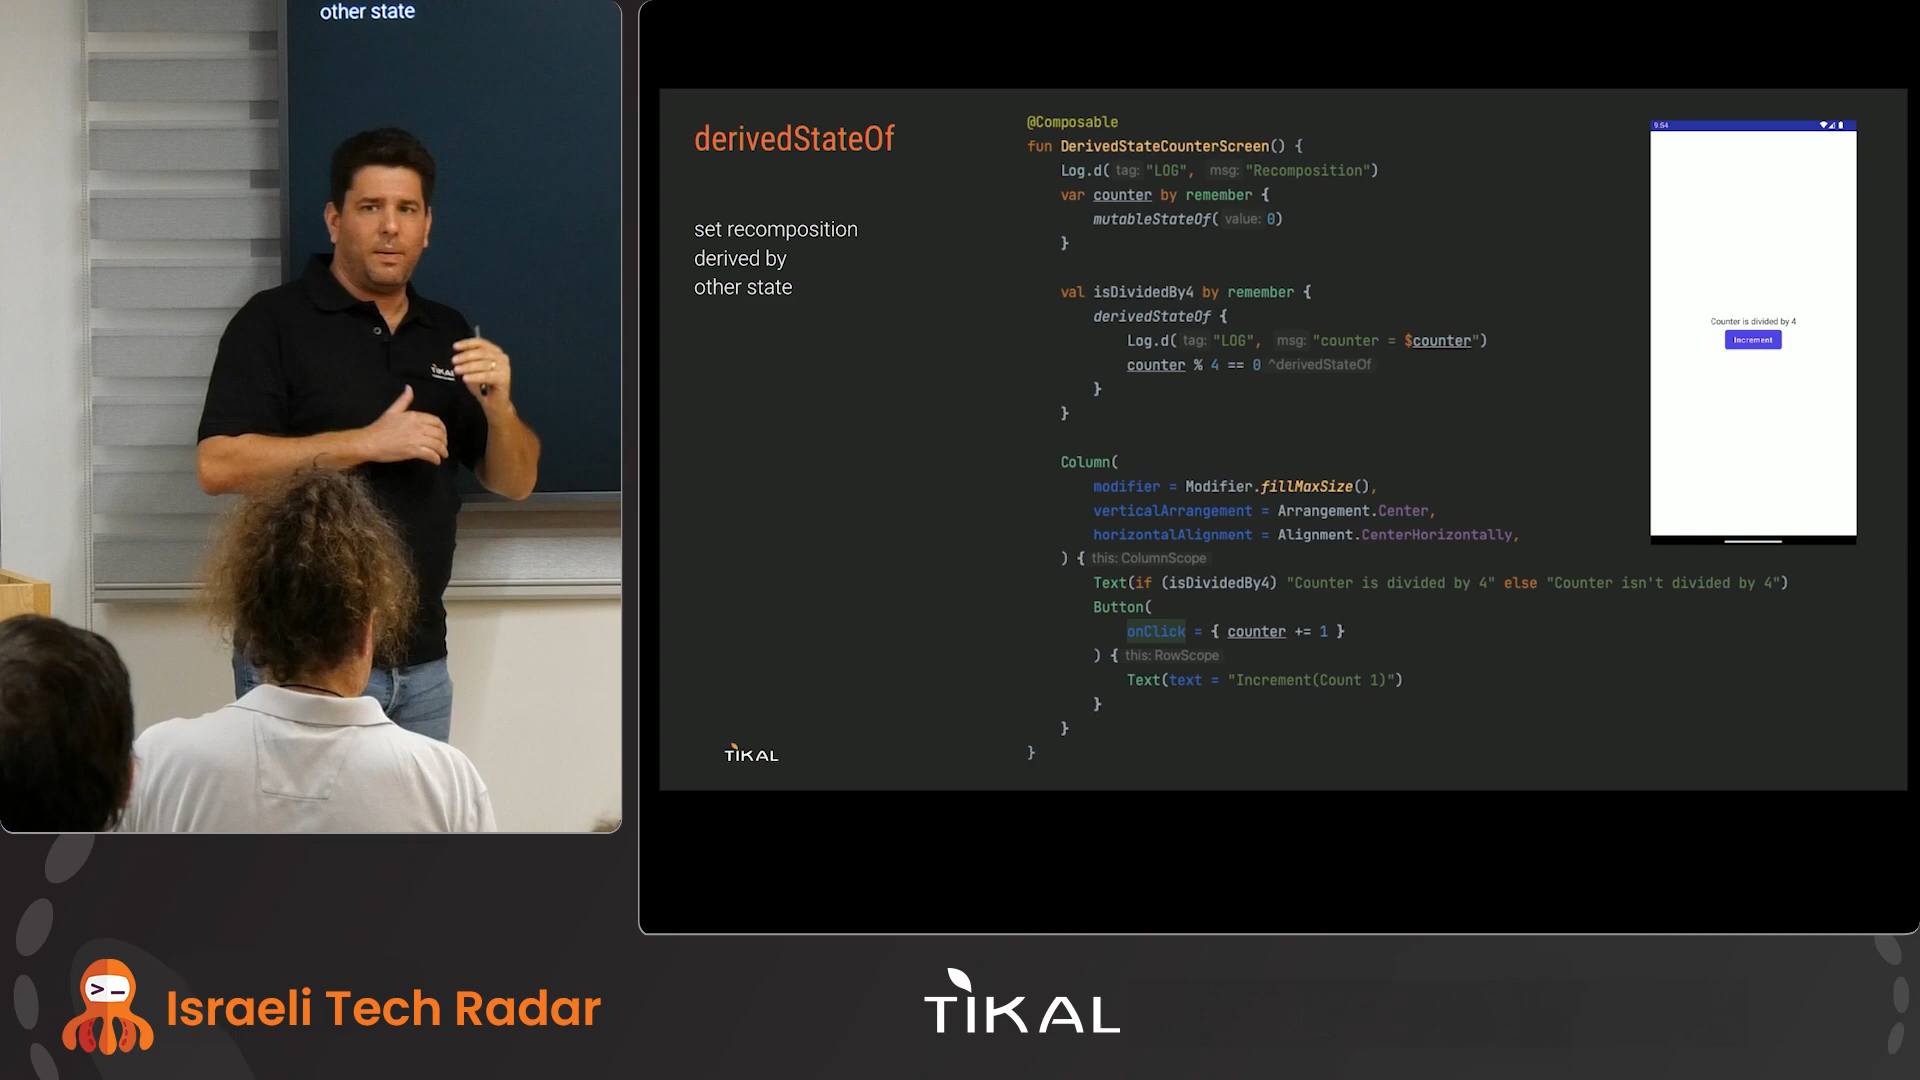 other state
TIKAL
derivedStateOf
set recomposition
derived by
other state
TIKAL
@Composable
fun DerivedStateCounterScreen() {
Log.d( tag: "LOG", msg: "Recomposition")
var counter by remember {
mutableStateOf( value: 0)
}
val isDividedBy4 by remember {
derivedStateOf {
Log.d( tag: "LOG", msg: "counter = $counter")
counter % 4 == 0 ^derivedStateOf
}
}
Column(
modifier = Modifier.fillMaxSize(),
verticalArrangement = Arrangement.Center,
horizontalAlignment = Alignment.CenterHorizontally,
) { this: ColumnScope
Text(if (isDividedBy4) "Counter is divided by 4" else "Counter isn't divided by 4")
Button(
onClick = { counter += 1 }
) { this: RowScope
Text(text = "Increment(Count 1)")
}
}
}
9:54
Counter is divided by 4
Increment
>_
Israeli Tech Radar
TIKAL